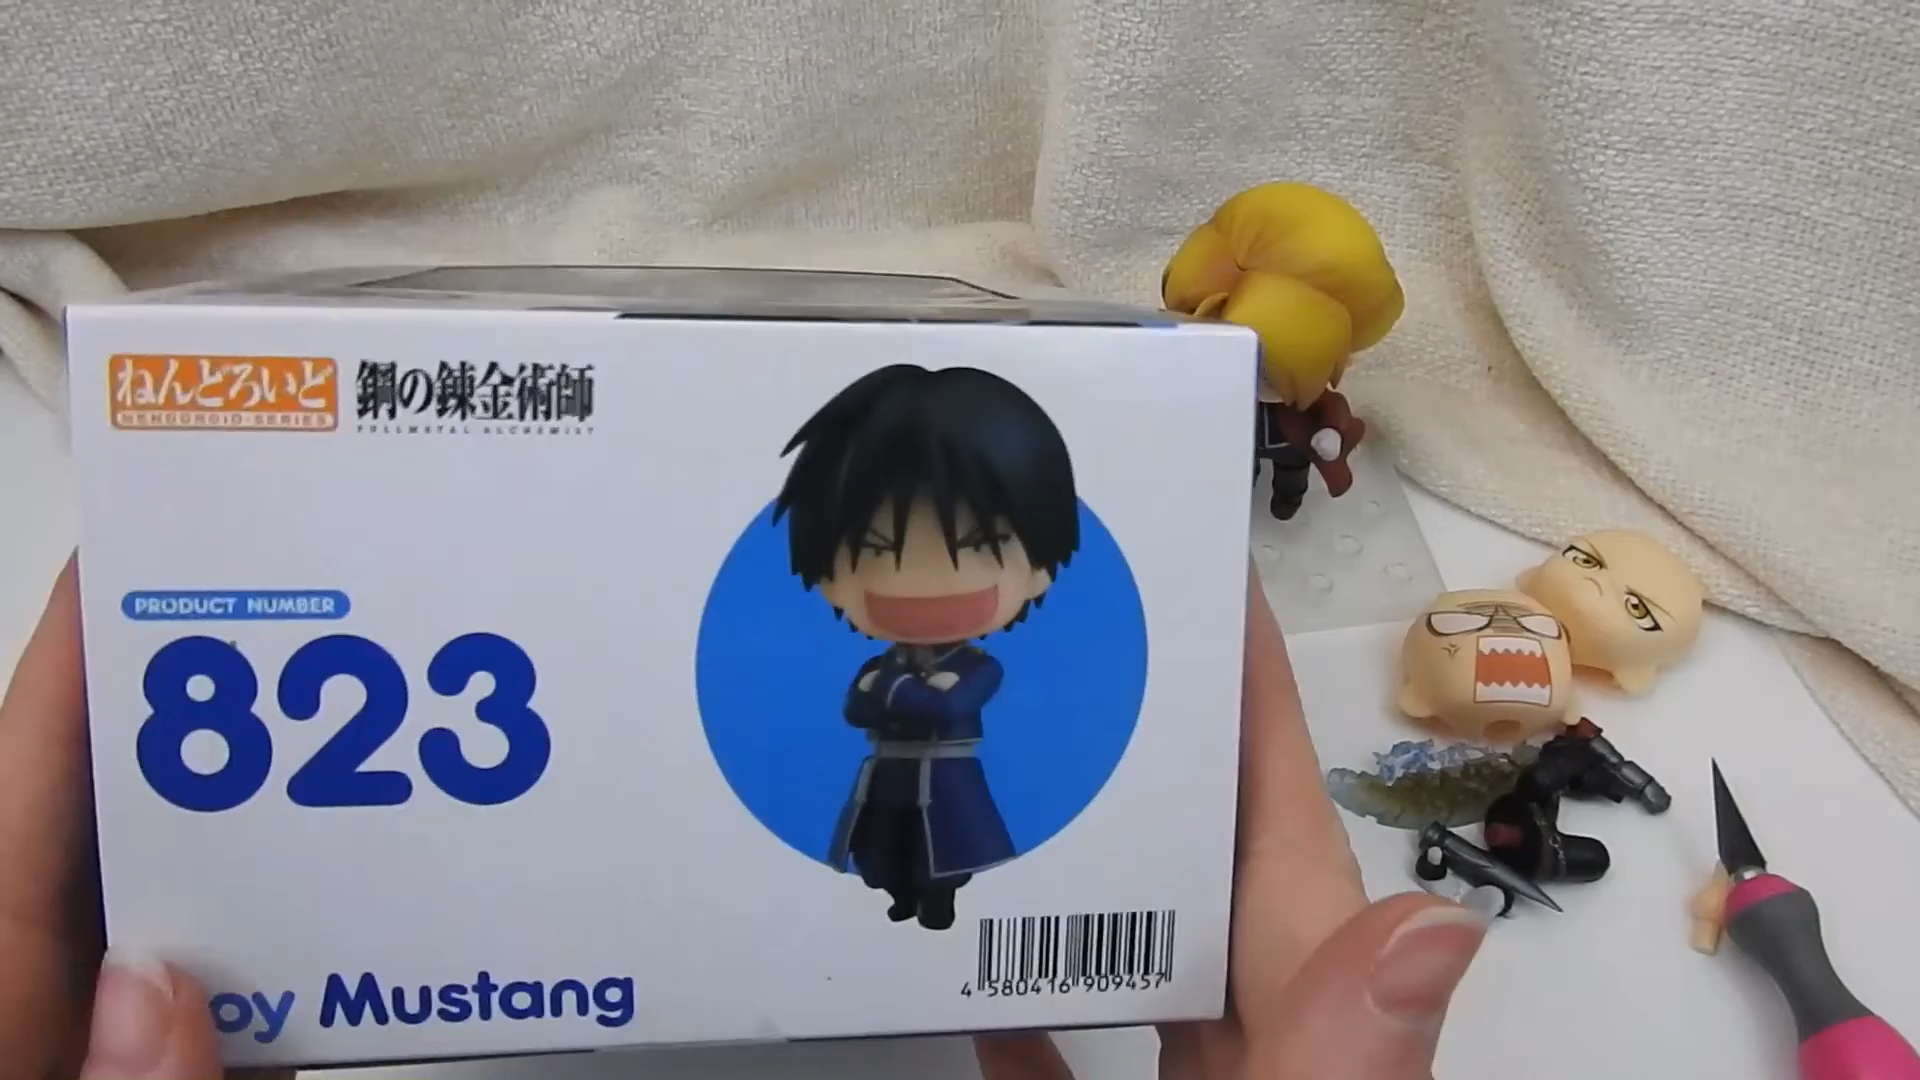 ねんどろいど
NENDOROID-SERIES
鋼の錬金術師
FULLMETAL ALCHEMIST
PRODUCT NUMBER
823
oy Mustang
4 580416 909457